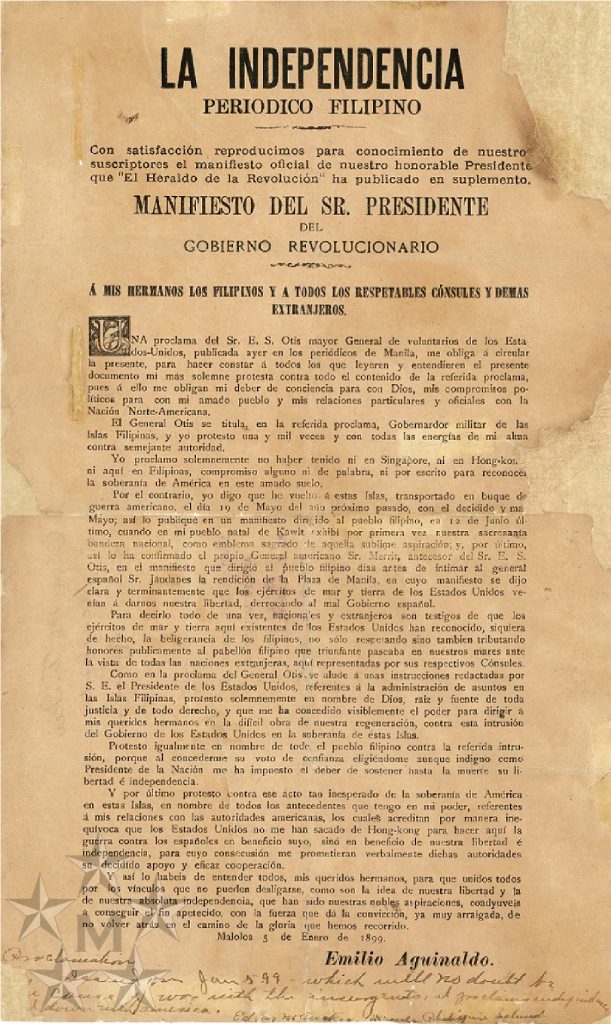 LA INDEPENDENCIA
PERIODICO FILIPINO
Con satisfacción reproducimos para conocimiento de nuestro
suscriptores el manifiesto oficial de nuestro honorable Presidente
que "El Heraldo de la Revolución" ha publicado en suplemento.
MANIFIESTO DEL SR. PRESIDENTE
DEL
GOBIERNO REVOLUCIONARIO
Á MIS HERMANOS LOS FILIPINOS Y A TODOS LOS RESPETABLES CÓNSULES Y DEMAS
EXTRANJEROS.
UNA proclama del Sr. E. S. Otis mayor General de voluntarios de los Esta-
dos-Unidos, publicada ayer en los periódicos de Manila, me obliga á circular
la presente, para hacer constar á todos los que leyeren y entendieren el presente
documento mi más solemne protesta contra todo el contenido de la referida proclama,
pues á ello me obligan mi deber de conciencia para con Dios, mis compromisos po-
líticos para con mi amado pueblo y mis relaciones particulares y oficiales con la
Nación Norte-Americana.
El General Otis se titula, en la referida proclama, Gobernardor militar de las
Islas Filipinas, y yo protesto una y mil veces y con todas las energías de mi alma
contra semejante autoridad.
Yo proclamo solemnemente no haber tenido ni en Singapore, ni en Hong-kon
ni aquí en Filipinas, compromiso alguno ni de palabra, ni por escrito para reconocer
la soberanía de América en este amado suelo.
Por el contrario, yo digo que he vuelto á estas Islas, transportado en buque de
guerra americano, el día 19 de Mayo del año próximo pasado, con el decidido y ma
Mayo; así lo publiqué en un manifiesto dirigido al pueblo filipino, en 12 de Junio úl-
timo, cuando en mi pueblo natal de Kawit exhibí por primera vez nuestra sacresanta
bandera nacional, como emblema sagrado de aquella sublime aspiración; y, por último,
así lo ha confirmado el propio General americano Sr. Merrit, antecesor del Sr. E. S.
Otis, en el manifiesto que dirigió al pueblo filipino días antes de intimar al general
español Sr. Jáudanes la rendición de la Plaza de Manila, en cuyo manifiesto se dijo
clara y terminantemente que los ejércitos de mar y tierra de los Estados Unidos ve-
nían á darnos nuestra libertad, derrocando al mal Gobierno español.
Para decirlo todo de una vez, nacionales y extranjeros son testigos de que los
ejércitos de mar y tierra aquí existentes de los Estados Unidos han reconocido, siquiera
de hecho, la beligerancia de los filipinos, no sólo respetando sino tambien tributando
honores publicamente al pabellón filipino que triunfante paseaba en nuestros mares ante
la vista de todas las naciones extranjeras, aquí representadas por sus respectivos Cónsules.
Como en la proclama del General Otis se alude á unas instrucciones redactadas por
S. E. el Presidente de los Estados Unidos, referentes á la administración de asuntos en
las Islas Filipinas, protesto solemnemente en nombre de Dios, raíz y fuente de toda
justicia y de todo derecho, y que me ha concedido visiblemente el poder para dirigir á
mis queridos hermanos en la difícil obra de nuestra regeneración, contra esta intrusión
del Gobierno de los Estados Unidos en la soberanía de estas Islas.
Protesto igualmente en nombre de todo el pueblo filipino contra la referida intru-
sión, porque al concederme su voto de confianza eligiéndome aunque indigno como
Presidente de la Nación me ha impuesto el deber de sostener hasta la muerte su li-
bertad é independencia.
Y por último protesto contra ese acto tan inesperado de la soberanía de América
en estas Islas, en nombre de todos los antecedentes que tengo en mi poder, referentes
á mis relaciones con las autoridades americanas, los cuales acreditan por manera ine-
quívoca que los Estados Unidos no me han sacado de Hong-kong para hacer aquí la
guerra contra los españoles en beneficio suyo, sinó en beneficio de nuestra libertad é
independencia, para cuyo consecusión me prometieran verbalmente dichas autoridades
su decidido apoyo y eficaz cooperación.
Y así lo habeis de entender todos, mis queridos hermanos, para que unidos todos
por los vínculos que no pueden desligarse, como son la idea de nuestra libertad y la
de nuestra absoluta independencia, que han sido nuestras nobles aspiraciones, coadyuveis
á conseguir el fin apetecido, con la fuerza que dá la convicción, ya muy arraigada, de
no volver atrás en el camino de la gloria que hemos recorrido.
Malolos 5 de Enero de 1899.
Emilio Aguinaldo.
M
Proclamation
Jan 5 99 which will no doubt be
cause of war with the insurgents, it proclaims
down with america.